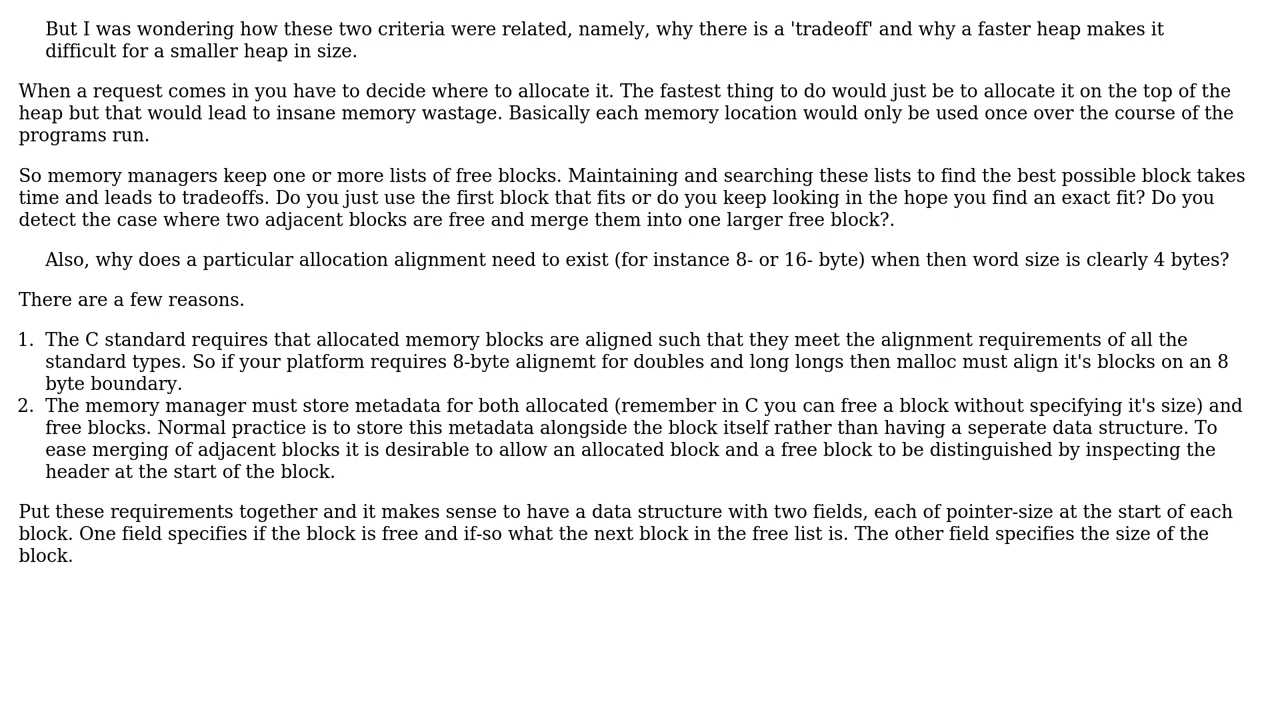 But I was wondering how these two criteria were related, namely, why there is a 'tradeoff' and why a faster heap makes it
difficult for a smaller heap in size.
When a request comes in you have to decide where to allocate it. The fastest thing to do would just be to allocate it on the top of the
heap but that would lead to insane memory wastage. Basically each memory location would only be used once over the course of the
programs run.
So memory managers keep one or more lists of free blocks. Maintaining and searching these lists to find the best possible block takes
time and leads to tradeoffs. Do you just use the first block that fits or do you keep looking in the hope you find an exact fit? Do you
detect the case where two adjacent blocks are free and merge them into one larger free block?.
Also, why does a particular allocation alignment need to exist (for instance 8- or 16- byte) when then word size is clearly 4 bytes?
There are a few reasons.
1. The C standard requires that allocated memory blocks are aligned such that they meet the alignment requirements of all the
standard types. So if your platform requires 8-byte alignemt for doubles and long longs then malloc must align it's blocks on an 8
byte boundary.
2. The memory manager must store metadata for both allocated (remember in C you can free a block without specifying it's size) and
free blocks. Normal practice is to store this metadata alongside the block itself rather than having a seperate data structure. To
ease merging of adjacent blocks it is desirable to allow an allocated block and a free block to be distinguished by inspecting the
header at the start of the block.
Put these requirements together and it makes sense to have a data structure with two fields, each of pointer-size at the start of each
block. One field specifies if the block is free and if-so what the next block in the free list is. The other field specifies the size of the
block.